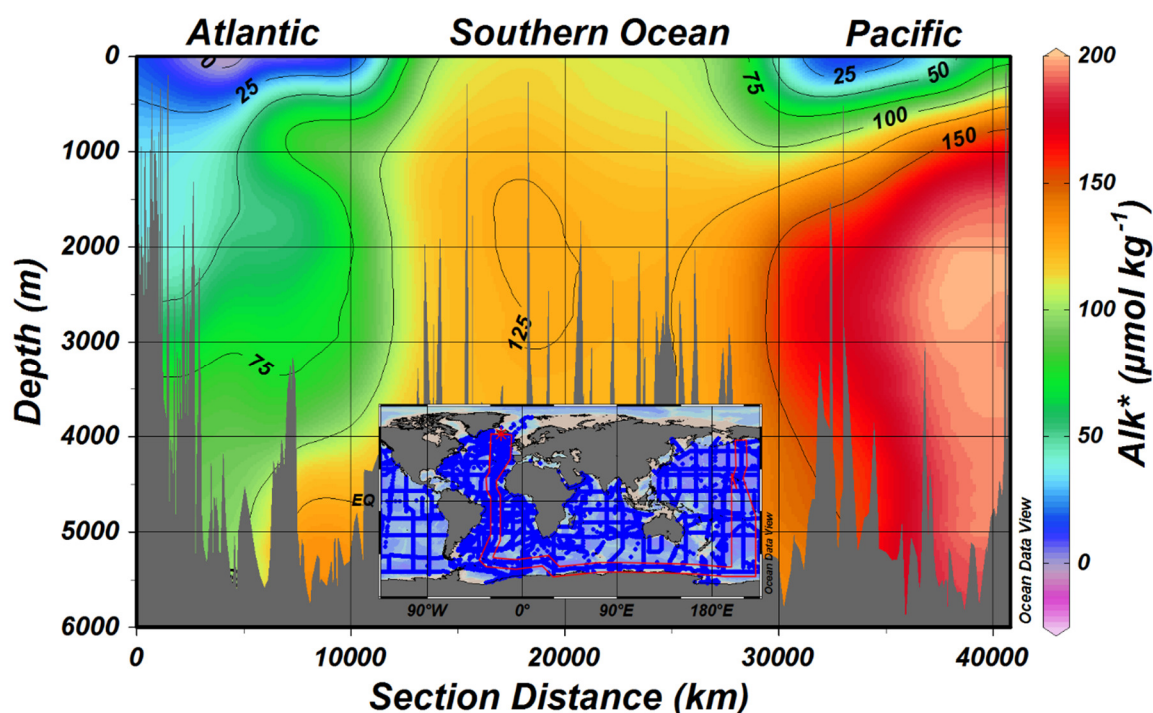 Atlantic Southern Ocean Pacific
0
1000
2000
3000
4000
5000
6000
Depth (m)
0
25
75
125
75
25
50
100
150
0 10000 20000 30000 40000
Section Distance (km)
EQ
90°W 0° 90°E 180°E
Ocean Data View
Ocean Data View
200
150
100
50
0
Alk* (μmol kg⁻¹)